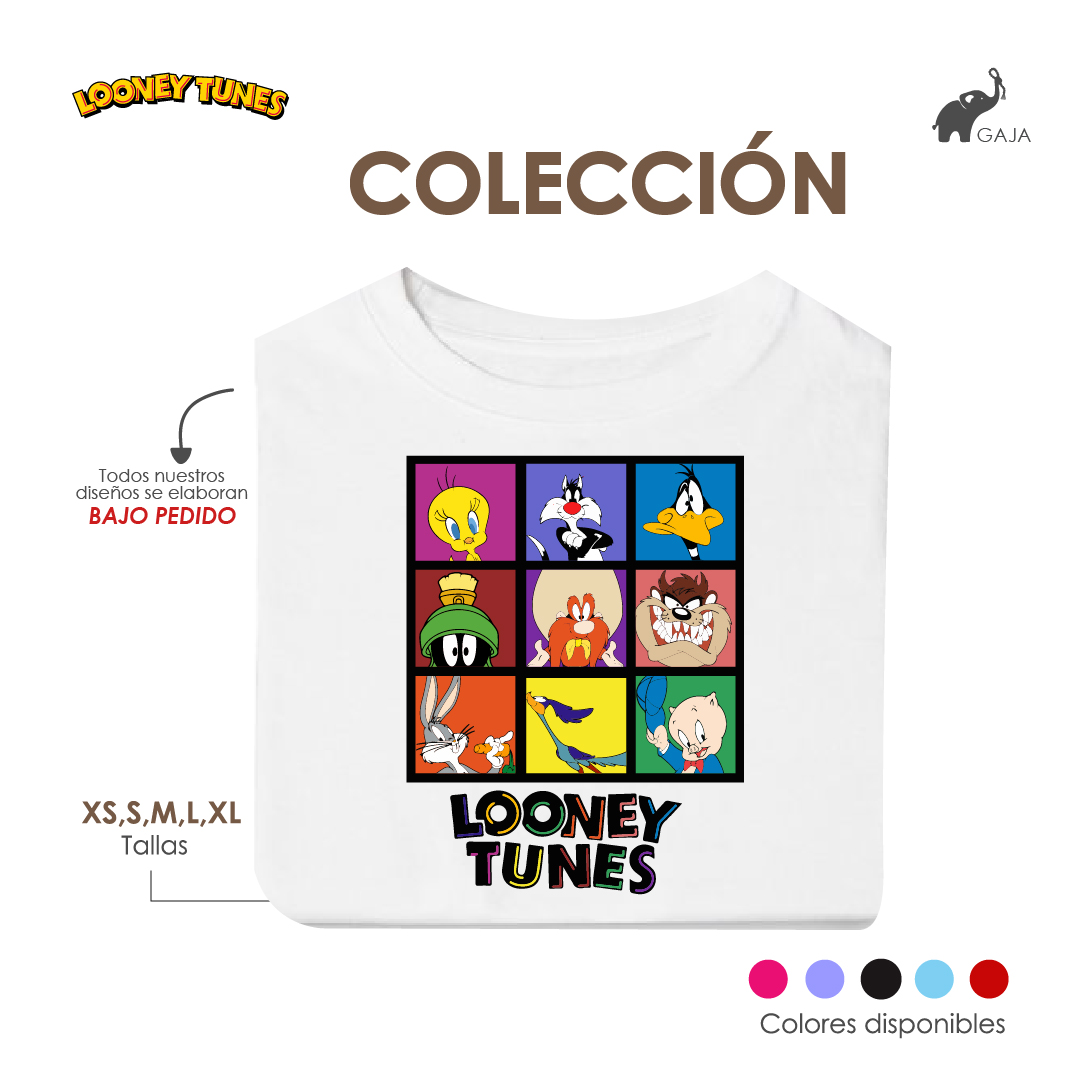 LOONEY TUNES
GAJA
COLECCIÓN
Todos nuestros
diseños se elaboran
BAJO PEDIDO
LOONEY
TUNES
XS,S,M,L,XL
Tallas
Colores disponibles